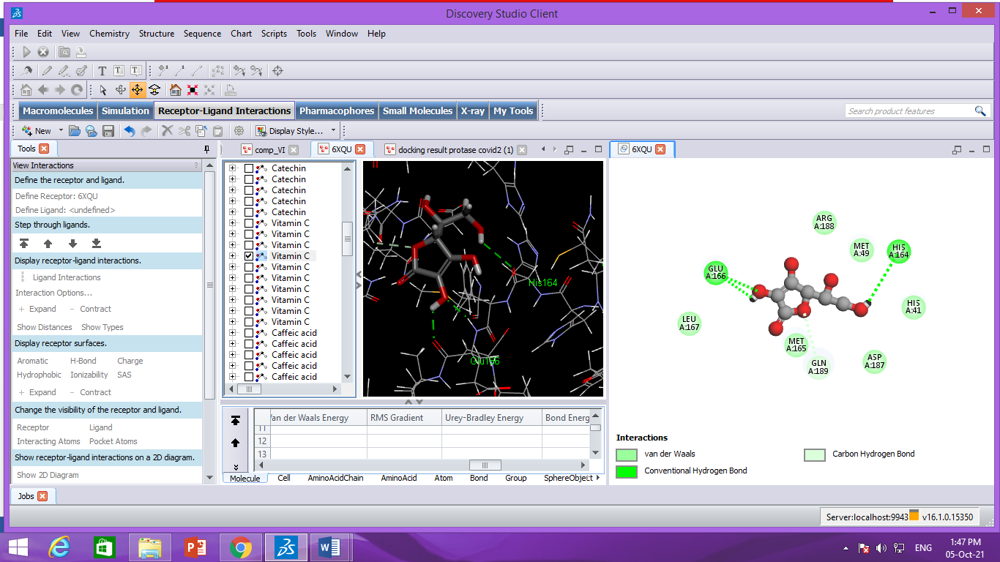 Discovery Studio Client
File Edit View Chemistry Structure Sequence Chart Scripts Tools Window Help
Macromolecules Simulation Receptor-Ligand Interactions Pharmacophores Small Molecules X-ray My Tools
Search product features
New Display Style...
Tools
View Interactions ?
Define the receptor and ligand.
Define Receptor: 6XQU
Define Ligand: <undefined>
Step through ligands.
Display receptor-ligand interactions.
Ligand Interactions
Interaction Options...
+ Expand - Contract
Show Distances Show Types
Display receptor surfaces.
Aromatic H-Bond Charge
Hydrophobic Ionizability SAS
+ Expand - Contract
Change the visibility of the receptor and ligand.
Receptor Ligand
Interacting Atoms Pocket Atoms
Show receptor-ligand interactions on a 2D diagram.
Show 2D Diagram
comp_VI 6XQU docking result protase covid2 (1)
Catechin
Catechin
Catechin
Catechin
Catechin
Vitamin C
Vitamin C
Vitamin C
Vitamin C
Vitamin C
Vitamin C
Vitamin C
Vitamin C
Vitamin C
Vitamin C
Caffeic acid
Caffeic acid
Caffeic acid
Caffeic acid
Caffeic acid
His164
Glu166
Van der Waals Energy RMS Gradient Urey-Bradley Energy Bond Energ
11
12
13
Molecule Cell AminoAcidChain AminoAcid Atom Bond Group SphereObject
6XQU
ARG
A:188
MET
A:49
HIS
A:164
GLU
A:166
HIS
A:41
LEU
A:167
MET
A:165
GLN
A:189
ASP
A:187
Interactions
van der Waals
Conventional Hydrogen Bond
Carbon Hydrogen Bond
Jobs
Server:localhost:9943 v16.1.0.15350
ENG
1:47 PM
05-Oct-21